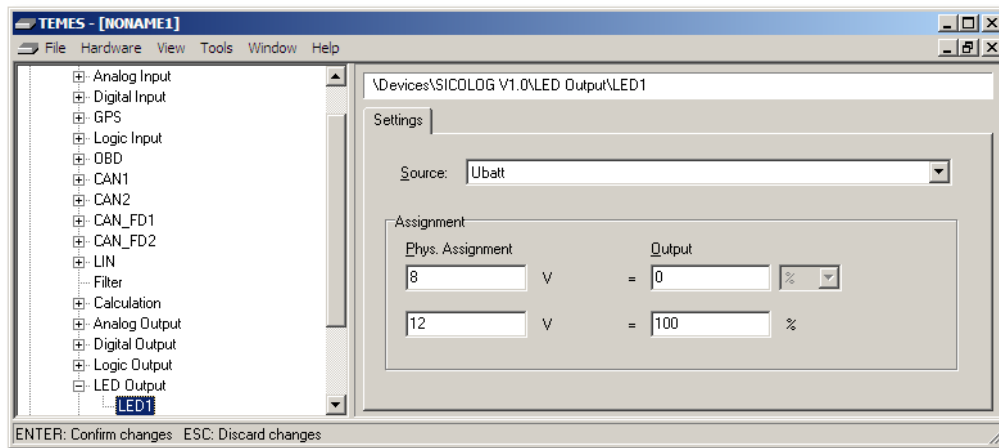 TEMES - [NONAME1]
File Hardware View Tools Window Help
Analog Input
Digital Input
GPS
Logic Input
OBD
CAN1
CAN2
CAN_FD1
CAN_FD2
LIN
Filter
Calculation
Analog Output
Digital Output
Logic Output
LED Output
LED1
\Devices\SICOLOG V1.0\LED Output\LED1
Settings
Source: Ubatt
Assignment
Phys. Assignment Output
8 V = 0 %
12 V = 100 %
ENTER: Confirm changes ESC: Discard changes